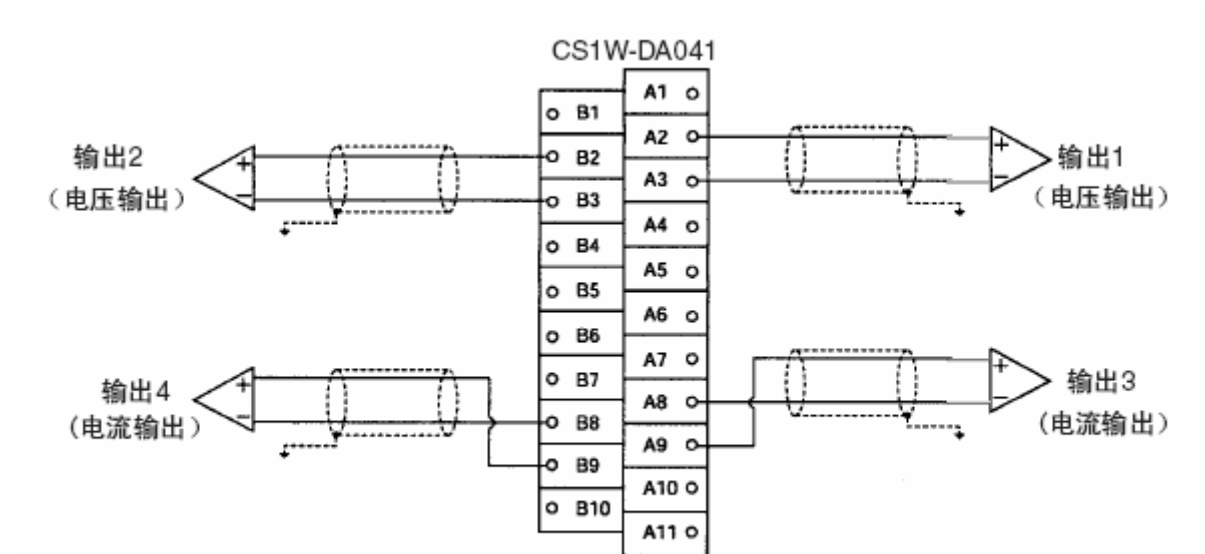 CS1W-DA041
输出2
（电压输出）
+
−
输出4
（电流输出）
+
−
B1
B2
B3
B4
B5
B6
B7
B8
B9
B10
A1
A2
A3
A4
A5
A6
A7
A8
A9
A10
A11
+
−
输出1
（电压输出）
+
−
输出3
（电流输出）